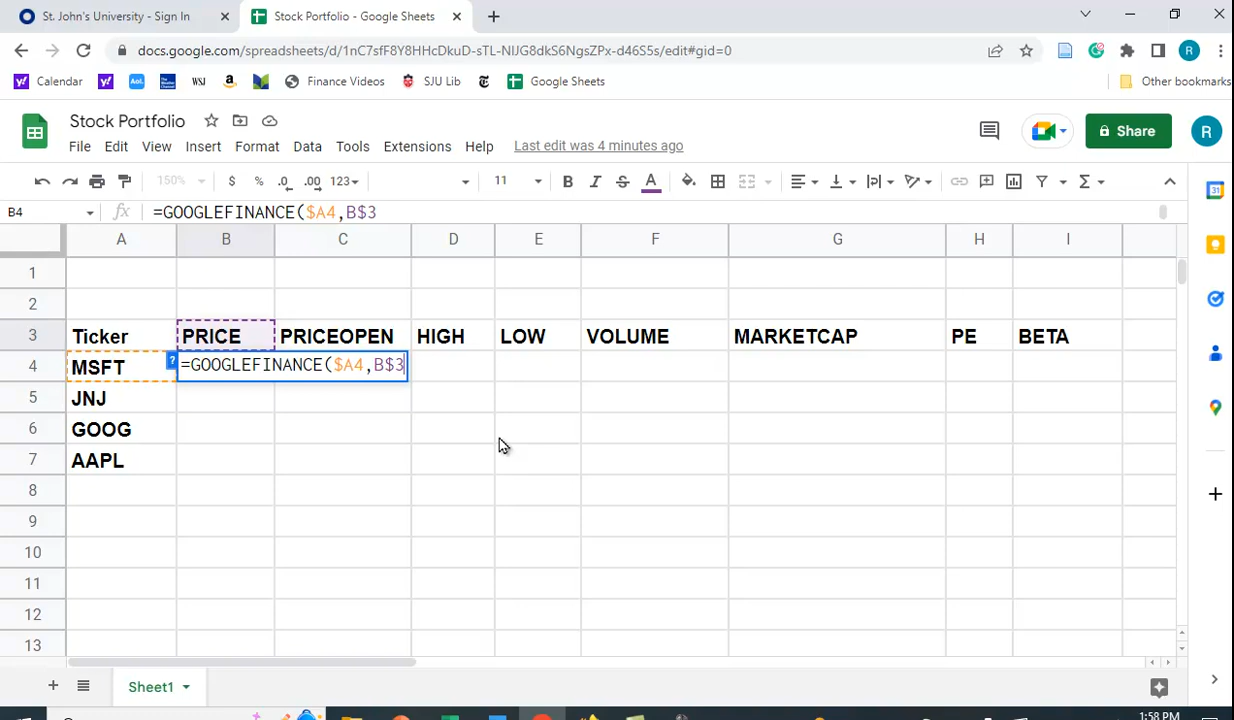 St. John's University - Sign In
Stock Portfolio - Google Sheets
docs.google.com/spreadsheets/d/1nC7sfF8Y8HHcDkuD-sTL-NIJG8dkS6NgsZPx-d46S5s/edit#gid=0
R
Calendar
Aol.
WSJ
Finance Videos
SJU Lib
Google Sheets
Other bookmarks
Stock Portfolio
File Edit View Insert Format Data Tools Extensions Help Last edit was 4 minutes ago
Share
R
150% $ % .0 .00 123 11 B I S A
B4 fx =GOOGLEFINANCE($A4,B$3
A B C D E F G H I
1
2
3 Ticker PRICE PRICEOPEN HIGH LOW VOLUME MARKETCAP PE BETA
4 MSFT ? =GOOGLEFINANCE($A4,B$3
5 JNJ
6 GOOG
7 AAPL
8
9
10
11
12
13
31
Sheet1
1:58 PM